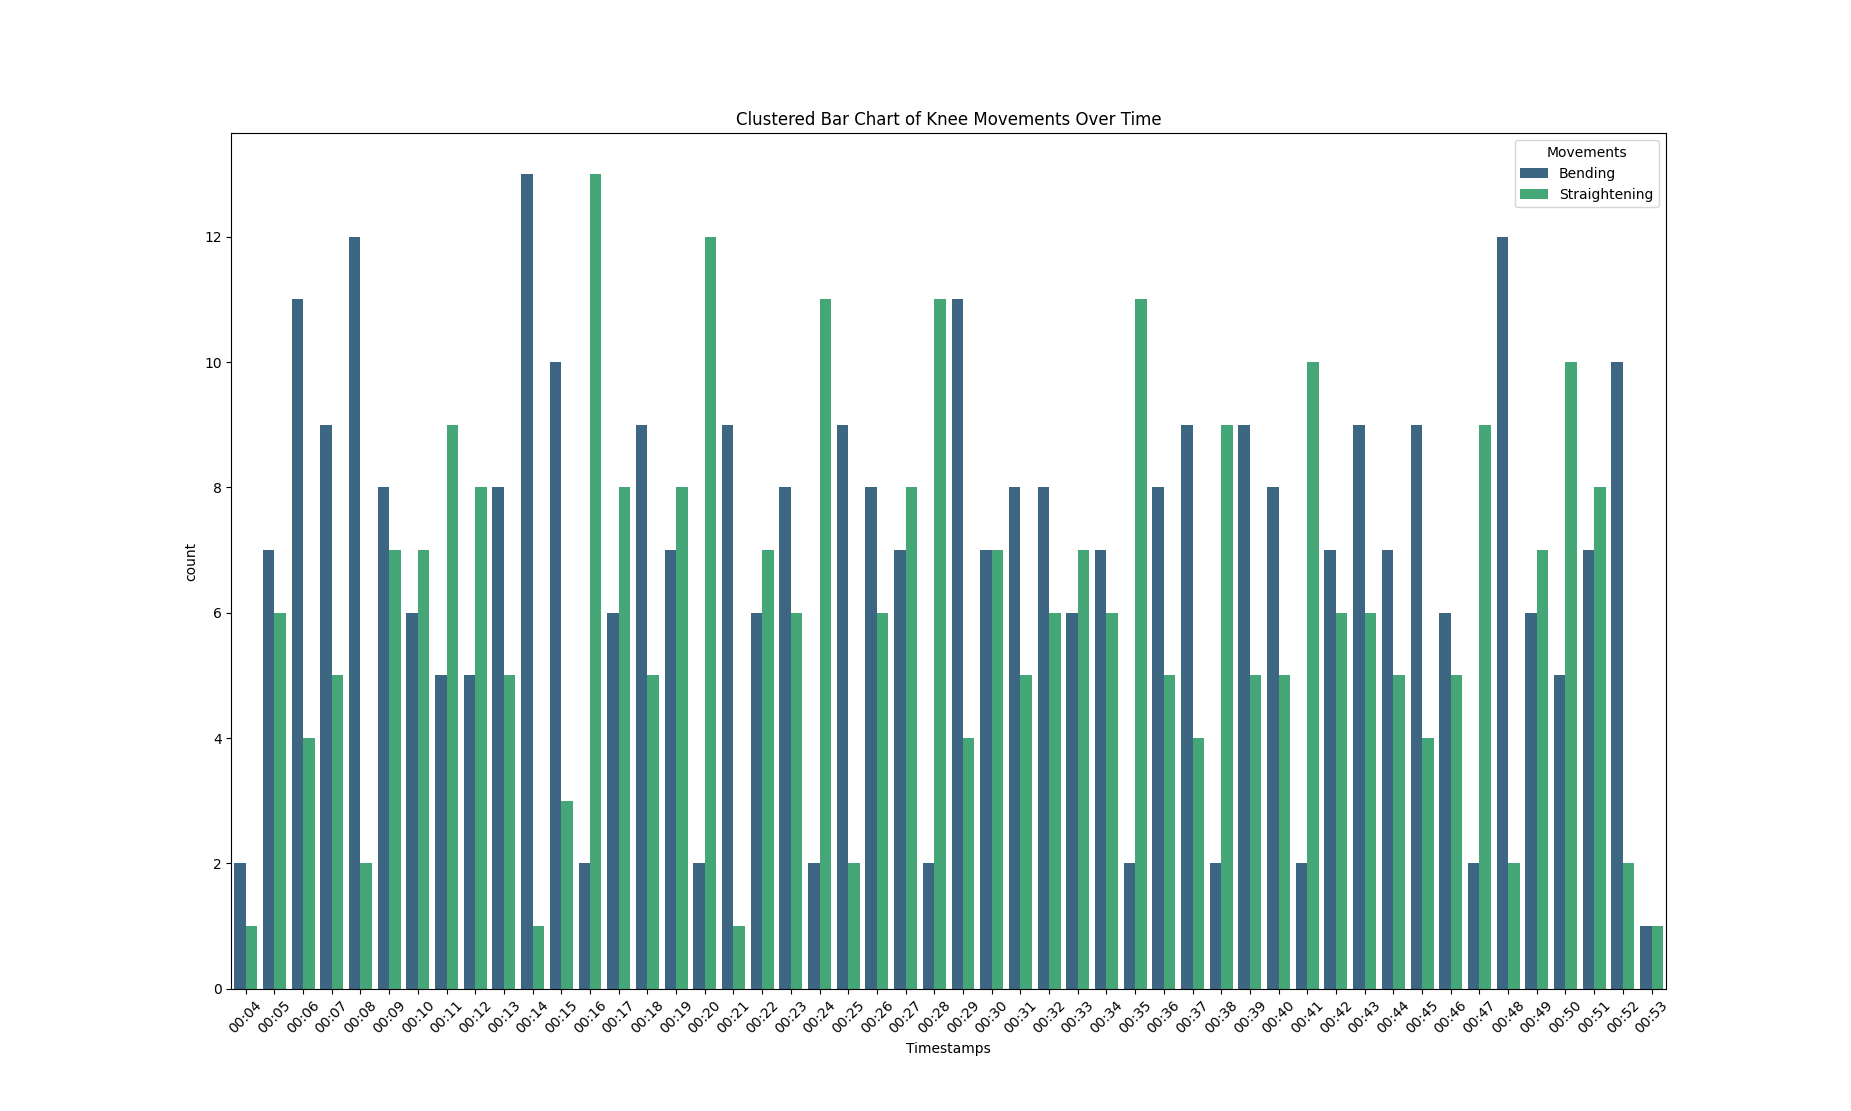 Clustered Bar Chart of Knee Movements Over Time
Movements
Bending
Straightening
12
10
8
6
4
2
0
count
00:04 00:05 00:06 00:07 00:08 00:09 00:10 00:11 00:12 00:13 00:14 00:15 00:16 00:17 00:18 00:19 00:20 00:21 00:22 00:23 00:24 00:25 00:26 00:27 00:28 00:29 00:30 00:31 00:32 00:33 00:34 00:35 00:36 00:37 00:38 00:39 00:40 00:41 00:42 00:43 00:44 00:45 00:46 00:47 00:48 00:49 00:50 00:51 00:52 00:53
Timestamps